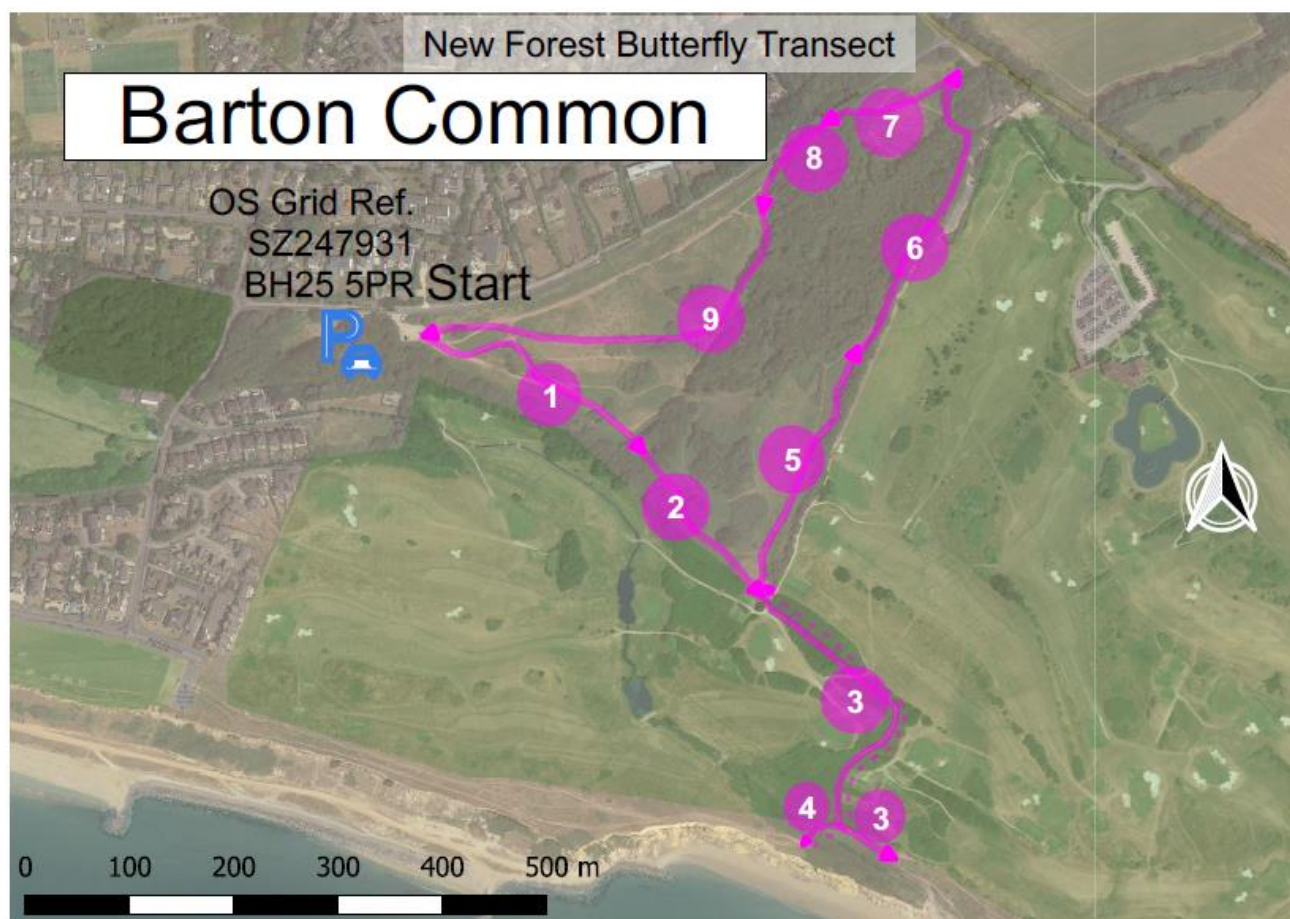 New Forest Butterfly Transect
Barton Common
OS Grid Ref.
SZ247931
BH25 5PR Start
P
7
8
6
9
1
5
2
3
4
3
0 100 200 300 400 500 m